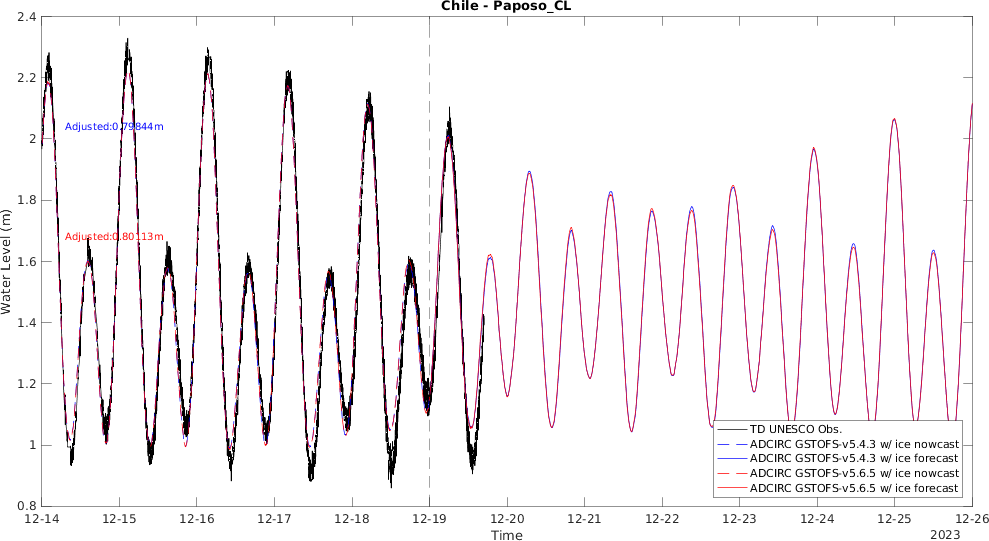 Chile - Paposo_CL
2.4
2.2
2
1.8
1.6
1.4
1.2
1
0.8
Water Level (m)
Adjusted:0.79844m
Adjusted:0.80113m
TD UNESCO Obs.
ADCIRC GSTOFS-v5.4.3 w/ ice nowcast
ADCIRC GSTOFS-v5.4.3 w/ ice forecast
ADCIRC GSTOFS-v5.6.5 w/ ice nowcast
ADCIRC GSTOFS-v5.6.5 w/ ice forecast
12-14 12-15 12-16 12-17 12-18 12-19 12-20 12-21 12-22 12-23 12-24 12-25 12-26
Time
2023